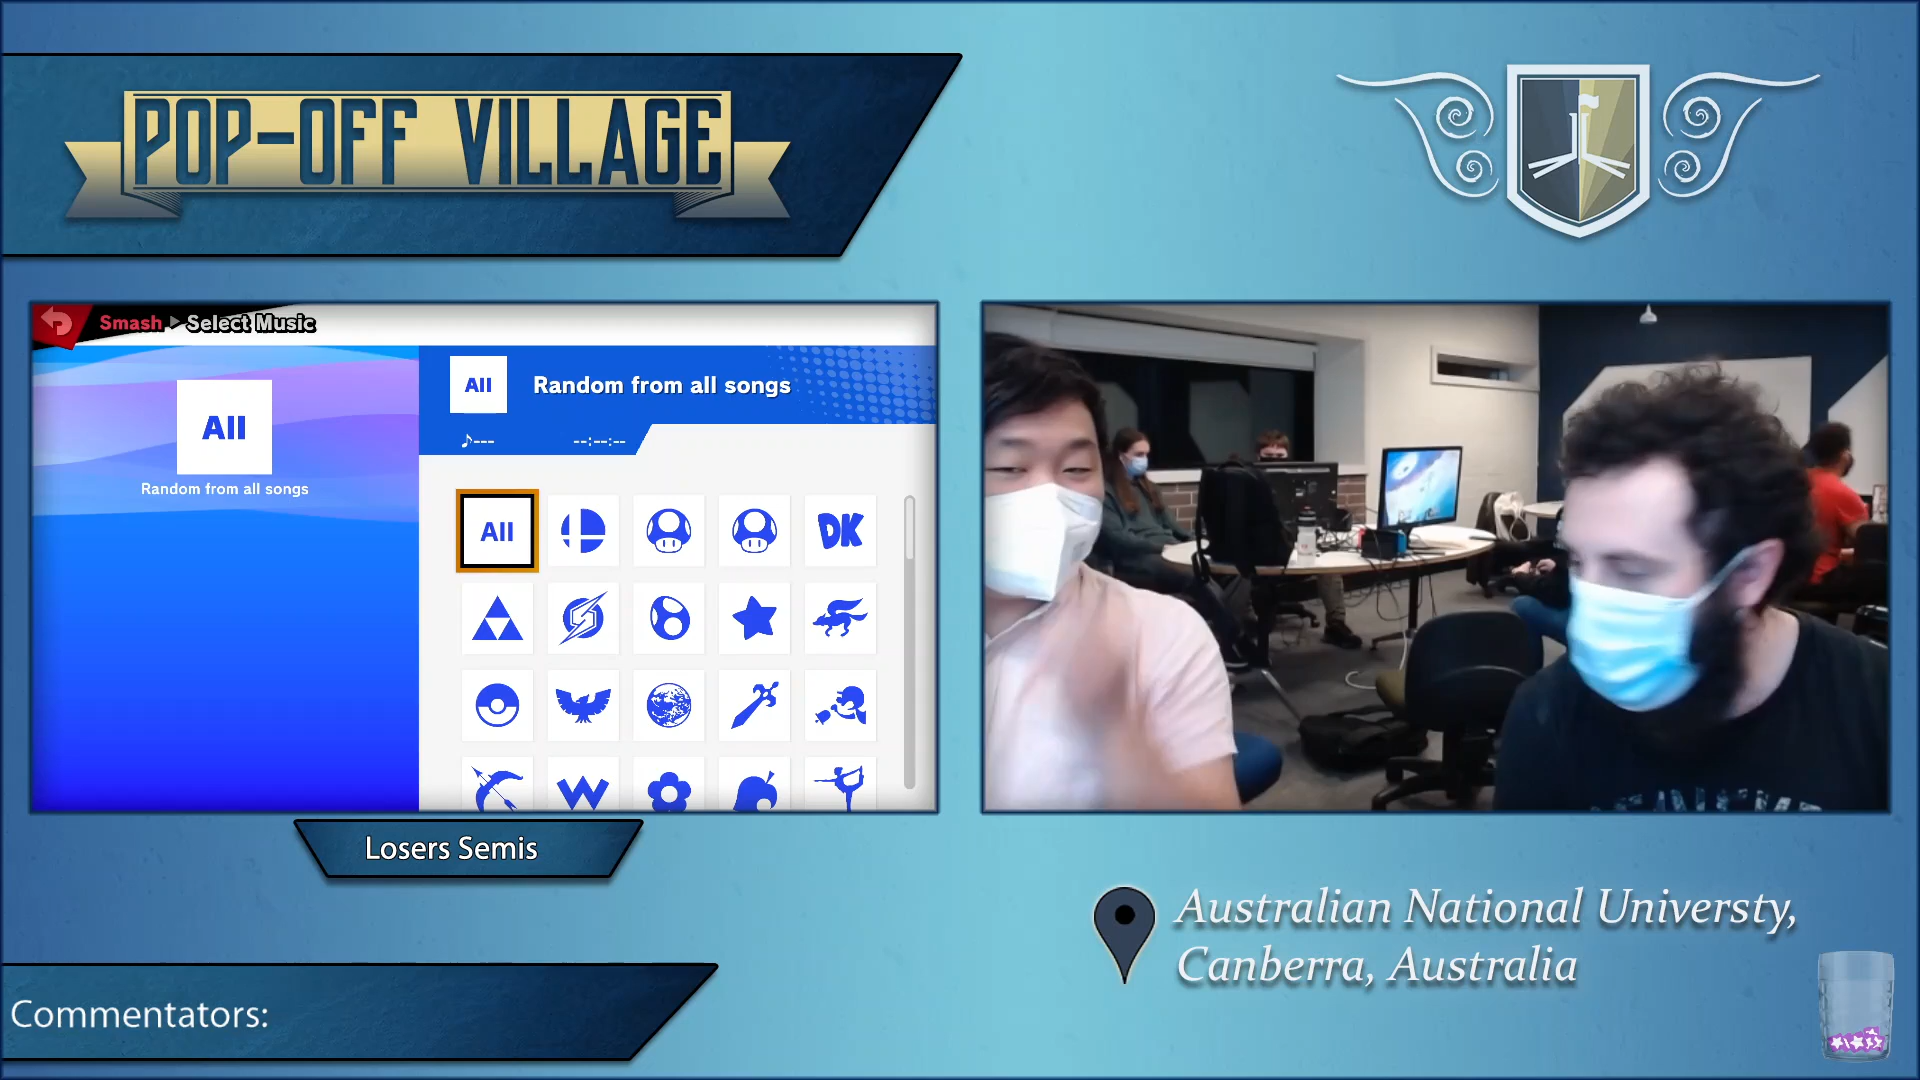 POP-OFF VILLAGE
Smash ▸ Select Music
All
Random from all songs
All
Random from all songs
♪---
--:--:--
All
DK
Losers Semis
Australian National Universty,
Canberra, Australia
Commentators: